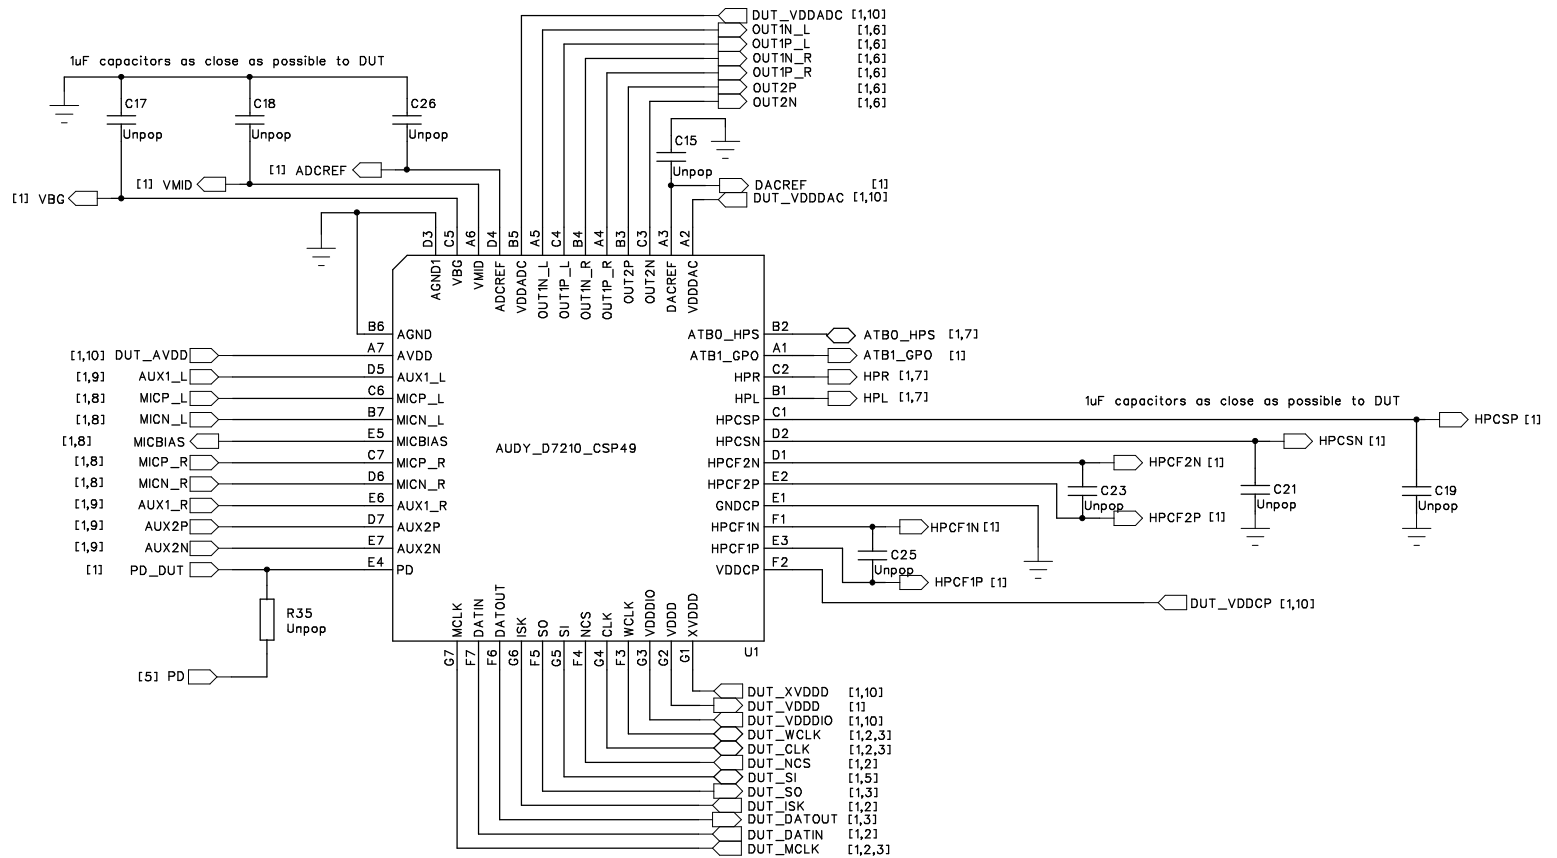 DUT_VDDADC [1,10]
OUT1N_L [1,6]
OUT1P_L [1,6]
OUT1N_R [1,6]
OUT1P_R [1,6]
OUT2P [1,6]
OUT2N [1,6]
1uF capacitors as close as possible to DUT
C17
Unpop
C18
Unpop
C26
Unpop
C15
Unpop
[1] ADCREF
[1] VMID
[1] VBG
DACREF [1]
DUT_VDDDAC [1,10]
D3
C5
A6
D4
B5
A5
C4
B4
A4
B3
C3
A3
A2
AGND1
VBG
VMID
ADCREF
VDDADC
OUT1N_L
OUT1P_L
OUT1N_R
OUT1P_R
OUT2P
OUT2N
DACREF
VDDDAC
B6 AGND
[1,10] DUT_AVDD A7 AVDD
[1,9] AUX1_L D5 AUX1_L
[1,8] MICP_L C6 MICP_L
[1,8] MICN_L B7 MICN_L
[1,8] MICBIAS E5 MICBIAS
[1,8] MICP_R C7 MICP_R
[1,8] MICN_R D6 MICN_R
[1,9] AUX1_R E6 AUX1_R
[1,9] AUX2P D7 AUX2P
[1,9] AUX2N E7 AUX2N
[1] PD_DUT E4 PD
R35
Unpop
[5] PD
AUDY_D7210_CSP49
ATB0_HPS B2 ATB0_HPS [1,7]
ATB1_GPO A1 ATB1_GPO [1]
HPR C2 HPR [1,7]
HPL B1 HPL [1,7]
1uF capacitors as close as possible to DUT
HPCSP C1 HPCSP [1]
HPCSN D2 HPCSN [1]
HPCF2N D1 HPCF2N [1]
HPCF2P E2 HPCF2P [1]
GNDCP E1
HPCF1N F1 HPCF1N [1]
HPCF1P E3 HPCF1P [1]
VDDCP F2 DUT_VDDCP [1,10]
C23
Unpop
C21
Unpop
C19
Unpop
C25
Unpop
MCLK
DATIN
DATOUT
ISK
SO
SI
NCS
CLK
WCLK
VDDDIO
VDDD
XVDDD
G7
F7
F6
G6
F5
G5
F4
G4
F3
G3
G2
G1
U1
DUT_XVDDD [1,10]
DUT_VDDD [1]
DUT_VDDDIO [1,10]
DUT_WCLK [1,2,3]
DUT_CLK [1,2,3]
DUT_NCS [1,2]
DUT_SI [1,5]
DUT_SO [1,3]
DUT_ISK [1,2]
DUT_DATOUT [1,3]
DUT_DATIN [1,2]
DUT_MCLK [1,2,3]